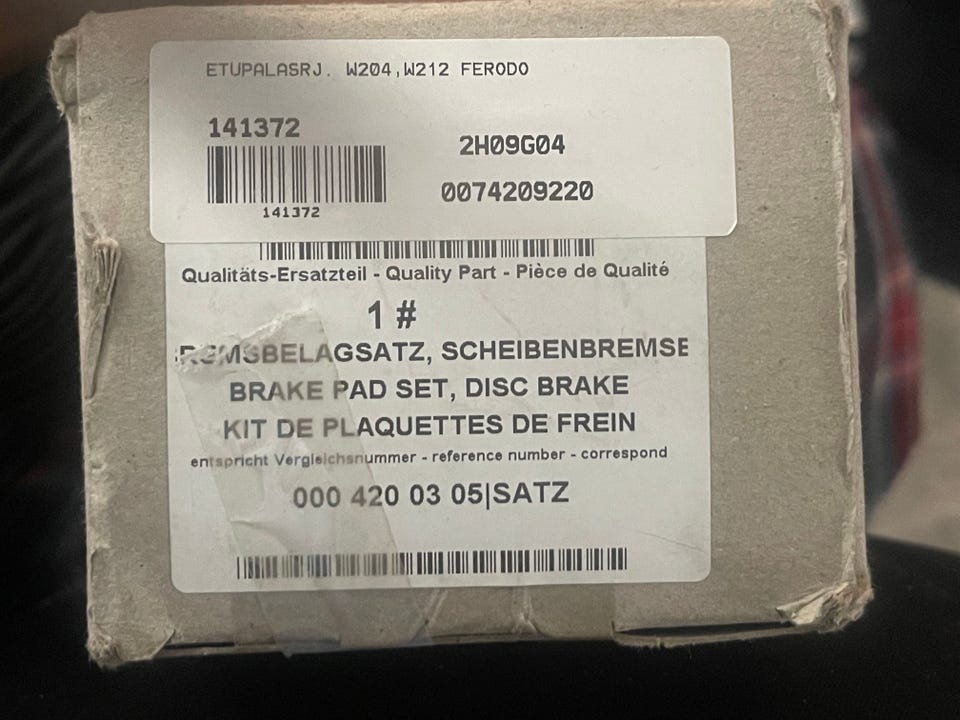 ETUPALASRJ. W204,W212 FERODO
141372
2H09G04
0074209220
141372
Qualitäts-Ersatzteil - Quality Part - Pièce de Qualité
1 #
SCHEIBENBREMSE
BRAKE PAD SET, DISC BRAKE
KIT DE PLAQUETTES DE FREIN
entspricht Vergleichsnummer - reference number - correspond
000 420 03 05|SATZ